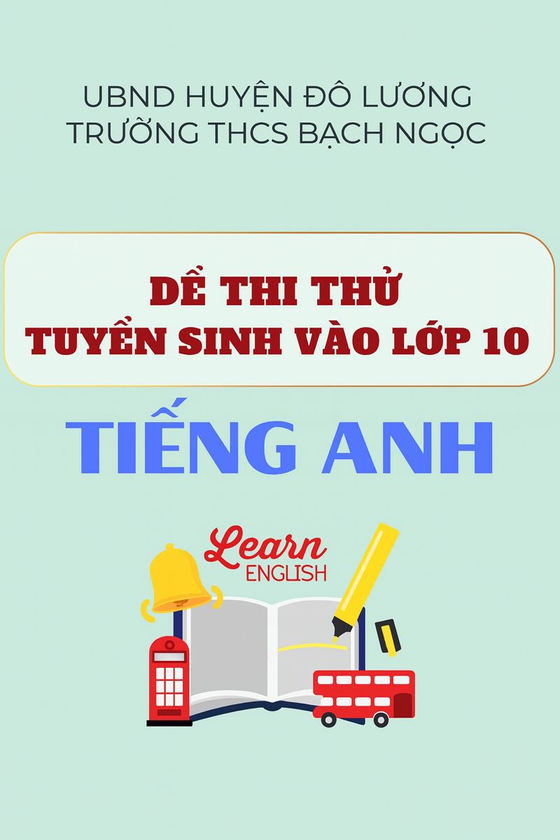 UBND HUYỆN ĐÔ LƯƠNG
TRƯỜNG THCS BẠCH NGỌC
DỀ THI THỬ
TUYỂN SINH VÀO LỚP 10
TIẾNG ANH
Learn
ENGLISH